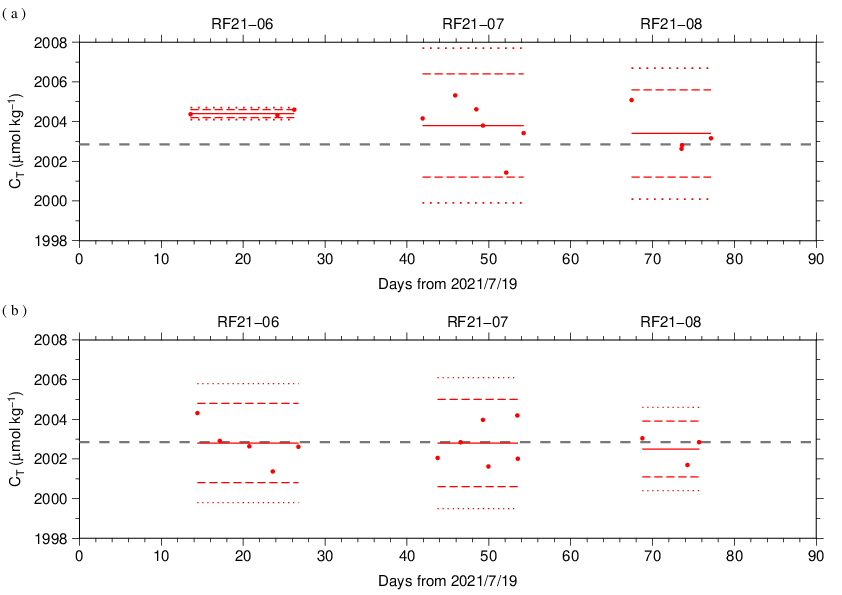 ( a )
RF21−06 RF21−07 RF21−08
2008
2006
2004
2002
2000
1998
C_T (µmol kg⁻¹)
0 10 20 30 40 50 60 70 80 90
Days from 2021/7/19
( b )
RF21−06 RF21−07 RF21−08
2008
2006
2004
2002
2000
1998
C_T (µmol kg⁻¹)
0 10 20 30 40 50 60 70 80 90
Days from 2021/7/19